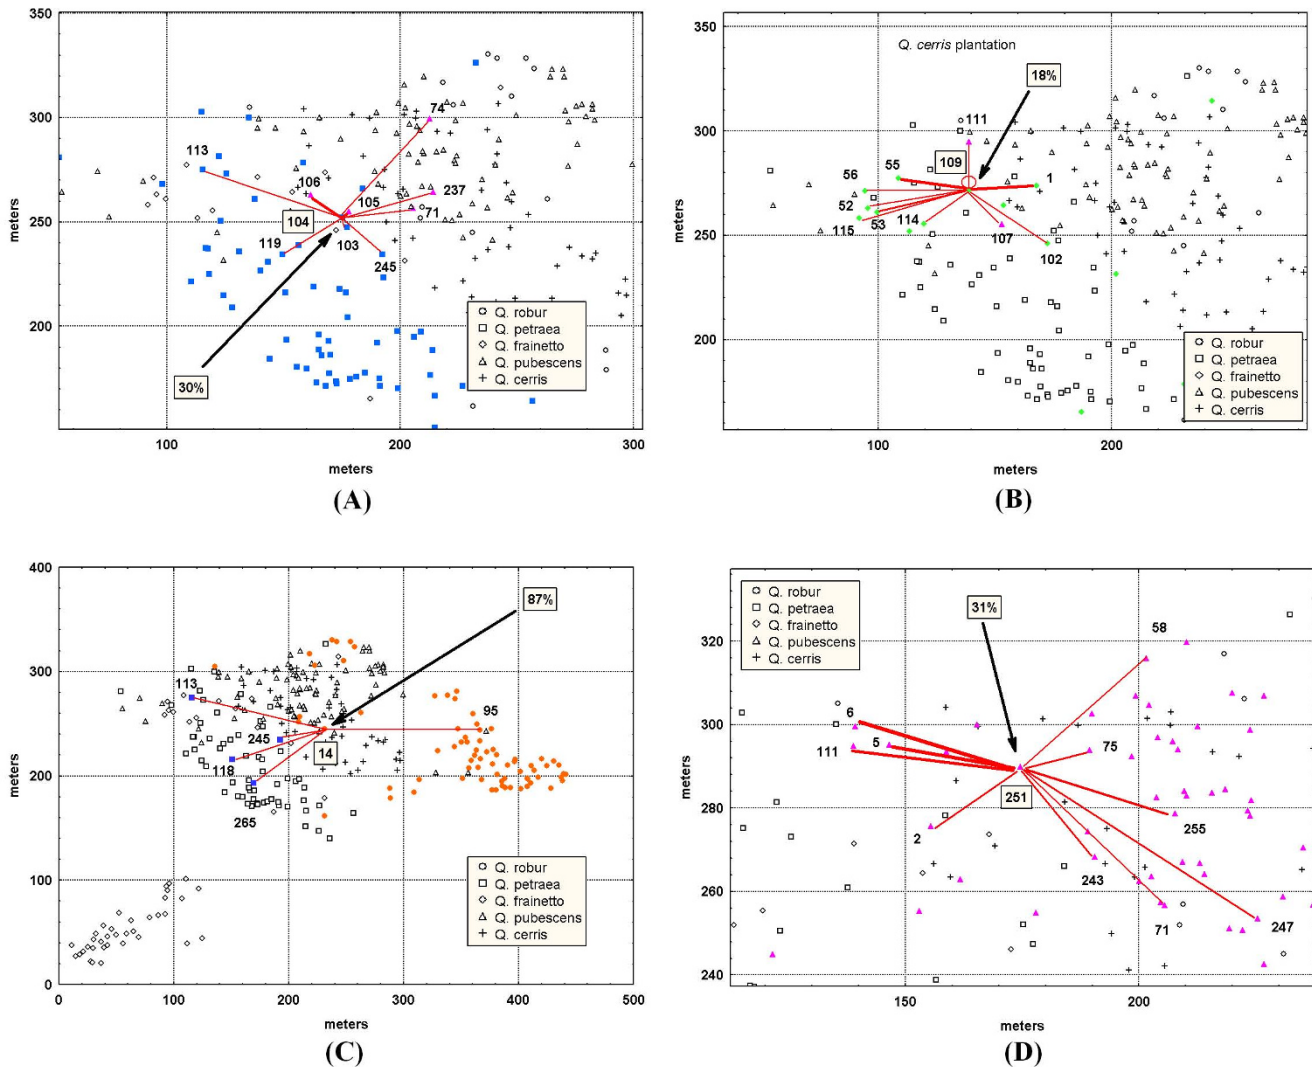 350
300
250
200
meters
74
113
106
105
237
104
71
103
119
245
30%
Q. robur
Q. petraea
Q. frainetto
Q. pubescens
Q. cerris
100
200
300
meters
(A)
350
300
250
200
meters
Q. cerris plantation
18%
111
109
55
56
1
52
114
53
115
107
102
Q. robur
Q. petraea
Q. frainetto
Q. pubescens
Q. cerris
100
200
meters
(B)
400
300
200
100
0
meters
87%
113
95
245
14
118
265
Q. robur
Q. petraea
Q. frainetto
Q. pubescens
Q. cerris
0
100
200
300
400
500
meters
(C)
320
300
280
260
240
meters
Q. robur
Q. petraea
Q. frainetto
Q. pubescens
Q. cerris
31%
58
6
5
111
75
251
2
255
243
71
247
150
200
meters
(D)